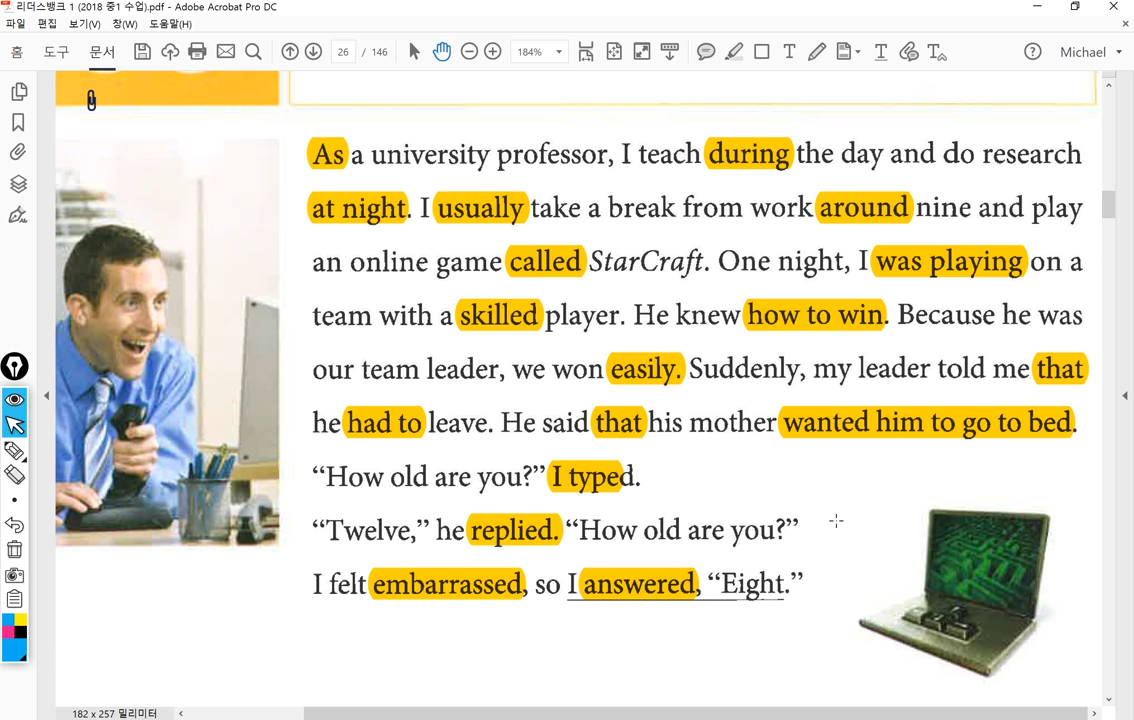 리더스뱅크 1 (2018 중1 수업).pdf - Adobe Acrobat Pro DC
파일 편집 보기(V) 창(W) 도움말(H)
홈 도구 문서 26 / 146 184% Michael
As a university professor, I teach during the day and do research
at night. I usually take a break from work around nine and play
an online game called StarCraft. One night, I was playing on a
team with a skilled player. He knew how to win. Because he was
our team leader, we won easily. Suddenly, my leader told me that
he had to leave. He said that his mother wanted him to go to bed.
“How old are you?” I typed.
“Twelve,” he replied. “How old are you?”
I felt embarrassed, so I answered, “Eight.”
182 x 257 밀리미터